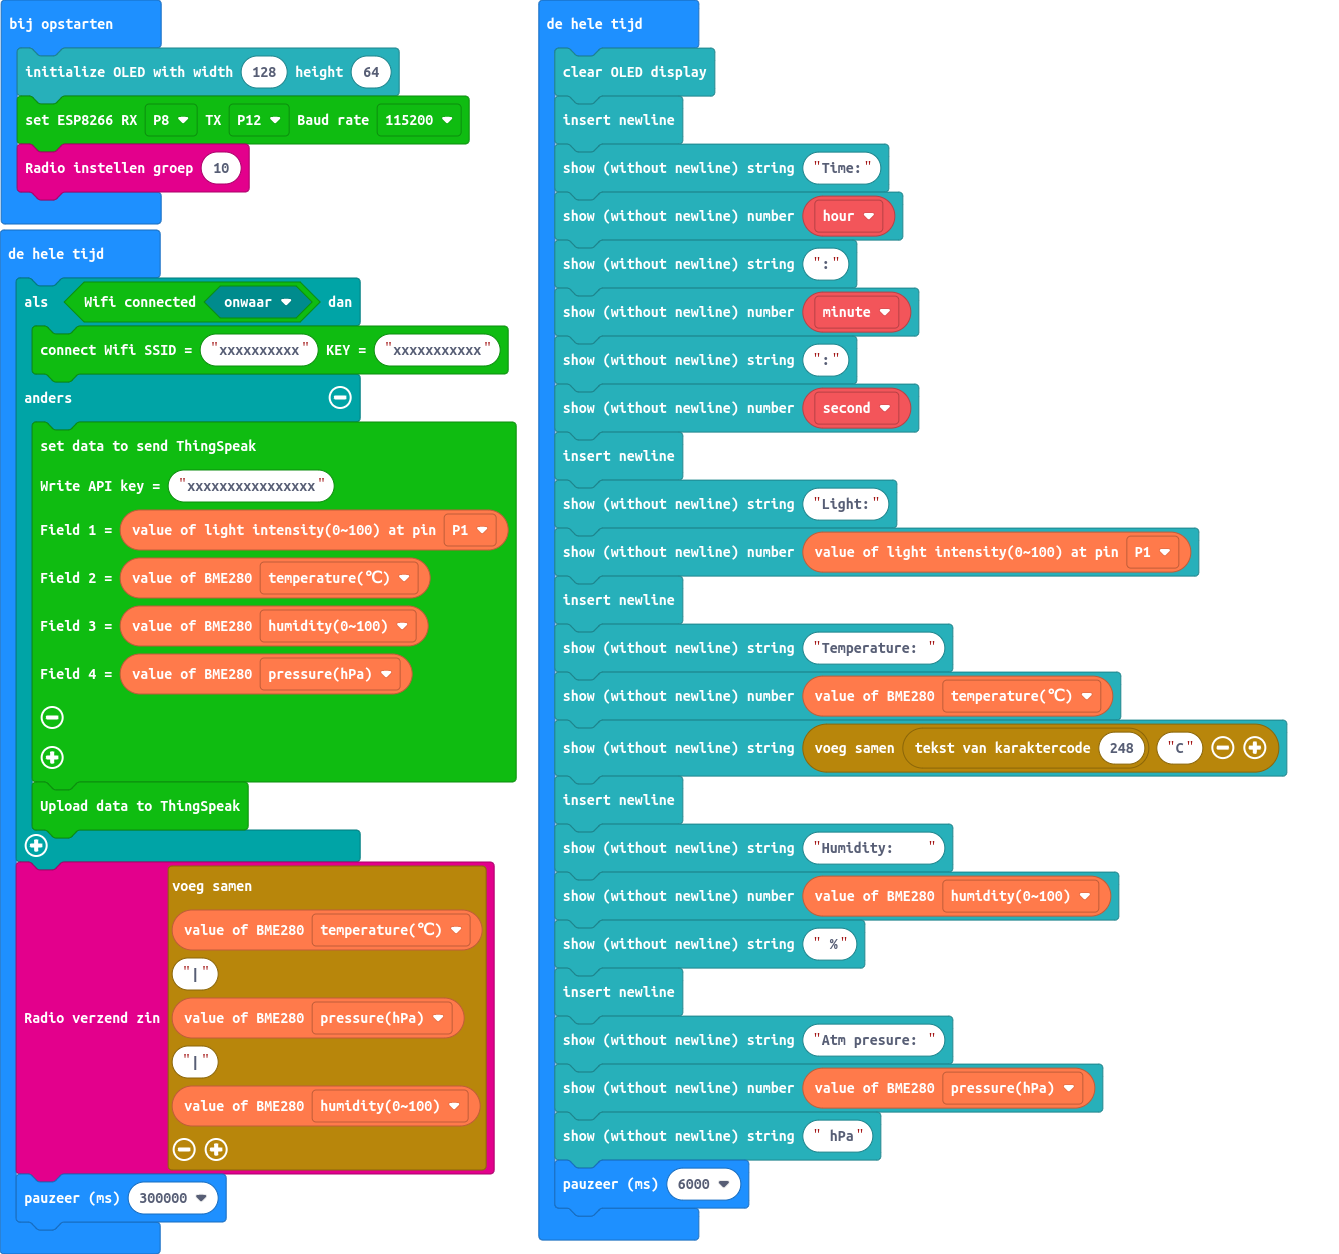 bij opstarten
initialize OLED with width 128 height 64
set ESP8266 RX P8 TX P12 Baud rate 115200
Radio instellen groep 10
de hele tijd
als Wifi connected onwaar dan
connect Wifi SSID = "xxxxxxxxxx" KEY = "xxxxxxxxxxx"
anders
set data to send ThingSpeak
Write API key = "xxxxxxxxxxxxxxxx"
Field 1 = value of light intensity(0~100) at pin P1
Field 2 = value of BME280 temperature(℃)
Field 3 = value of BME280 humidity(0~100)
Field 4 = value of BME280 pressure(hPa)
Upload data to ThingSpeak
Radio verzend zin
voeg samen
value of BME280 temperature(℃)
"|"
value of BME280 pressure(hPa)
"|"
value of BME280 humidity(0~100)
pauzeer (ms) 300000
de hele tijd
clear OLED display
insert newline
show (without newline) string "Time:"
show (without newline) number hour
show (without newline) string ":"
show (without newline) number minute
show (without newline) string ":"
show (without newline) number second
insert newline
show (without newline) string "Light:"
show (without newline) number value of light intensity(0~100) at pin P1
insert newline
show (without newline) string "Temperature: "
show (without newline) number value of BME280 temperature(℃)
show (without newline) string voeg samen tekst van karaktercode 248 "C"
insert newline
show (without newline) string "Humidity:    "
show (without newline) number value of BME280 humidity(0~100)
show (without newline) string " %"
insert newline
show (without newline) string "Atm presure: "
show (without newline) number value of BME280 pressure(hPa)
show (without newline) string " hPa"
pauzeer (ms) 6000